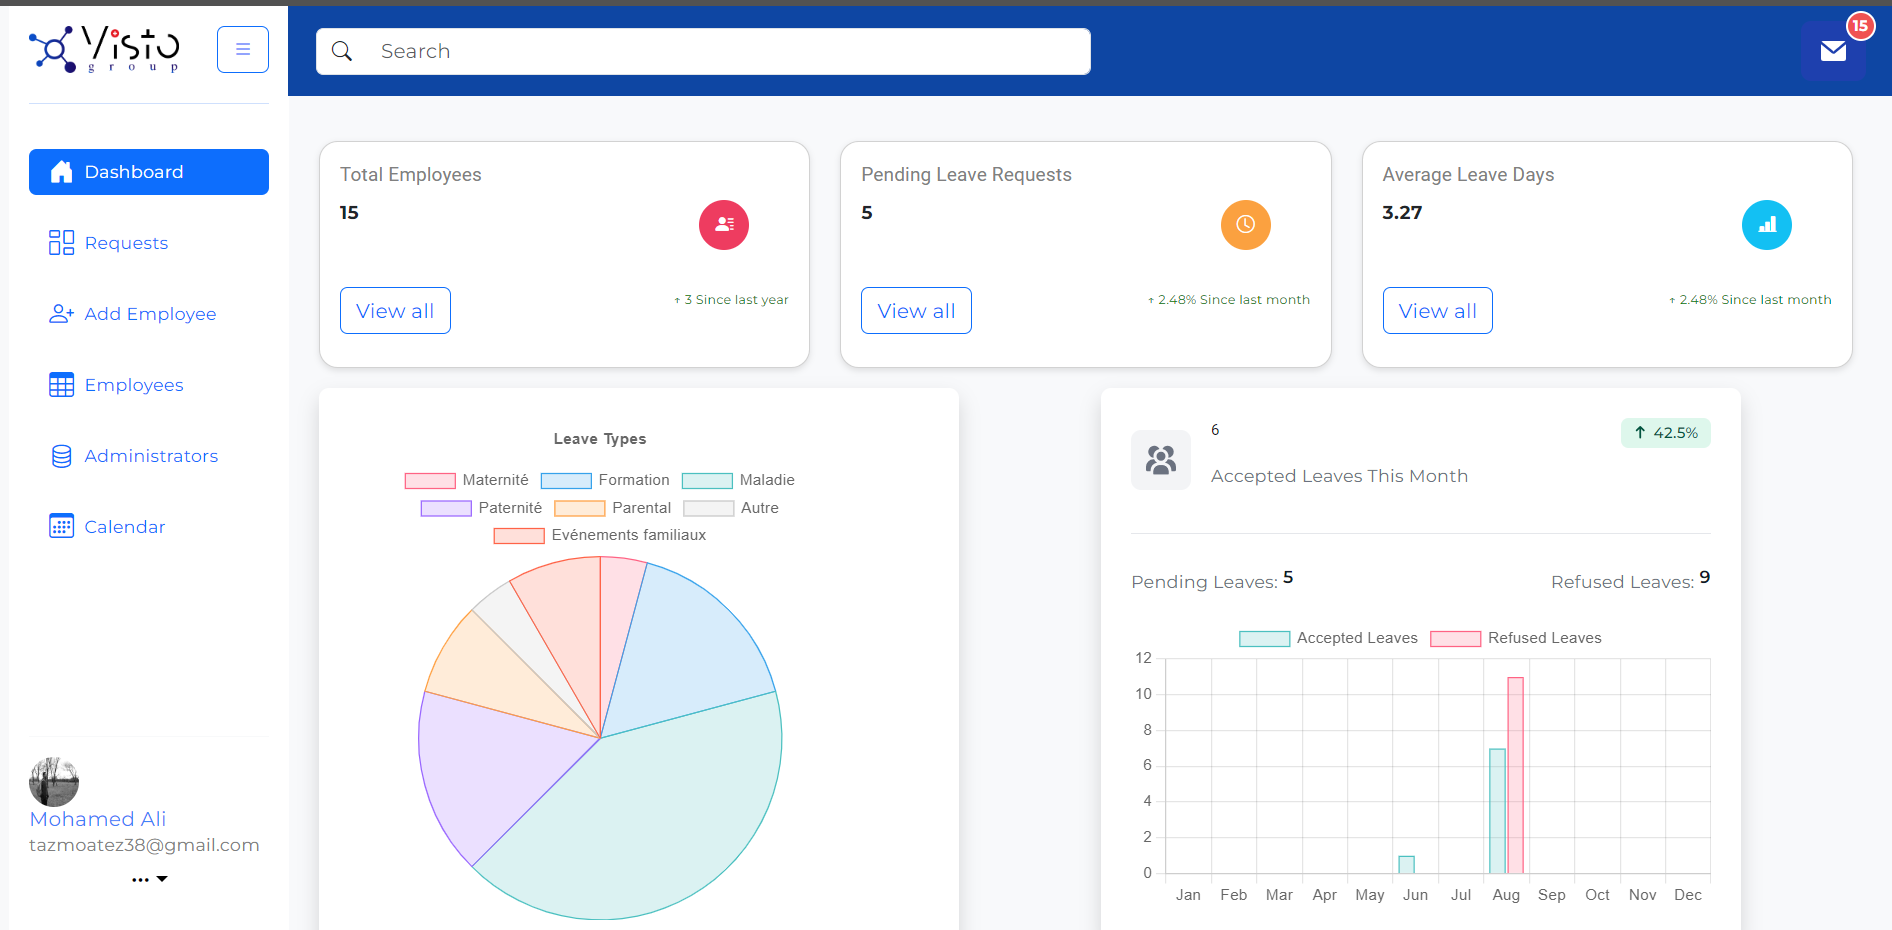 Visto
group
Search
15
Dashboard
Requests
Add Employee
Employees
Administrators
Calendar
Mohamed Ali
tazmoatez38@gmail.com
Total Employees
15
View all
↑ 3 Since last year
Pending Leave Requests
5
View all
↑ 2.48% Since last month
Average Leave Days
3.27
View all
↑ 2.48% Since last month
Leave Types
Maternité Formation Maladie
Paternité Parental Autre
Evénements familiaux
6
↑ 42.5%
Accepted Leaves This Month
Pending Leaves: 5
Refused Leaves: 9
Accepted Leaves Refused Leaves
12
10
8
6
4
2
0
Jan Feb Mar Apr May Jun Jul Aug Sep Oct Nov Dec